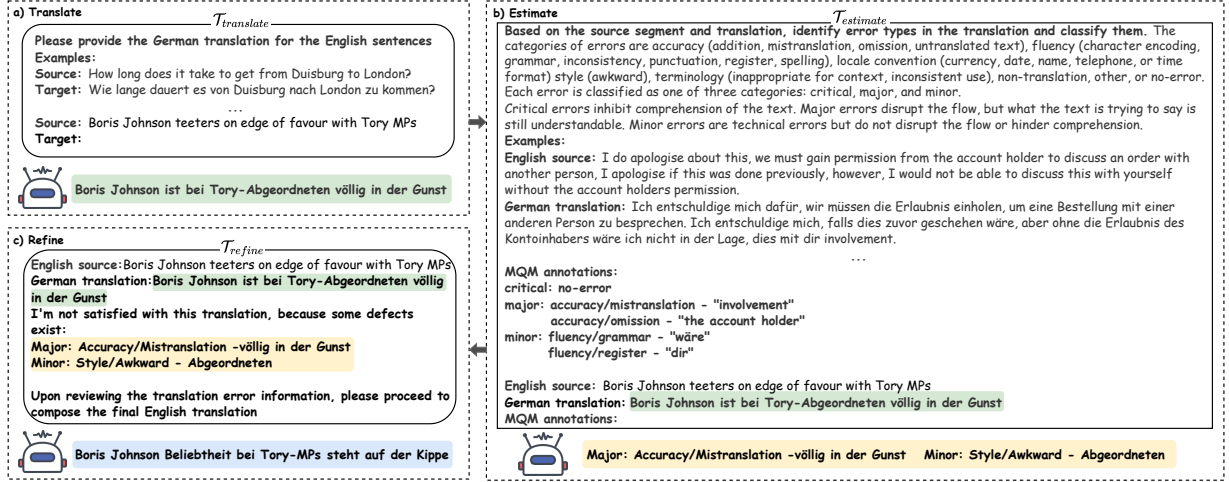 a) Translate
𝒯translate
Please provide the German translation for the English sentences
Examples:
Source: How long does it take to get from Duisburg to London?
Target: Wie lange dauert es von Duisburg nach London zu kommen?
...
Source: Boris Johnson teeters on edge of favour with Tory MPs
Target:
Boris Johnson ist bei Tory-Abgeordneten völlig in der Gunst
b) Estimate
𝒯estimate
Based on the source segment and translation, identify error types in the translation and classify them. The
categories of errors are accuracy (addition, mistranslation, omission, untranslated text), fluency (character encoding,
grammar, inconsistency, punctuation, register, spelling), locale convention (currency, date, name, telephone, or time
format) style (awkward), terminology (inappropriate for context, inconsistent use), non-translation, other, or no-error.
Each error is classified as one of three categories: critical, major, and minor.
Critical errors inhibit comprehension of the text. Major errors disrupt the flow, but what the text is trying to say is
still understandable. Minor errors are technical errors but do not disrupt the flow or hinder comprehension.
Examples:
English source: I do apologise about this, we must gain permission from the account holder to discuss an order with
another person, I apologise if this was done previously, however, I would not be able to discuss this with yourself
without the account holders permission.
German translation: Ich entschuldige mich dafür, wir müssen die Erlaubnis einholen, um eine Bestellung mit einer
anderen Person zu besprechen. Ich entschuldige mich, falls dies zuvor geschehen wäre, aber ohne die Erlaubnis des
Kontoinhabers wäre ich nicht in der Lage, dies mit dir involvement.
...
MQM annotations:
critical: no-error
major: accuracy/mistranslation - "involvement"
accuracy/omission - "the account holder"
minor: fluency/grammar - "wäre"
fluency/register - "dir"
English source: Boris Johnson teeters on edge of favour with Tory MPs
German translation: Boris Johnson ist bei Tory-Abgeordneten völlig in der Gunst
MQM annotations:
Major: Accuracy/Mistranslation -völlig in der Gunst Minor: Style/Awkward - Abgeordneten
c) Refine
𝒯refine
English source:Boris Johnson teeters on edge of favour with Tory MPs
German translation:Boris Johnson ist bei Tory-Abgeordneten völlig
in der Gunst
I'm not satisfied with this translation, because some defects
exist:
Major: Accuracy/Mistranslation -völlig in der Gunst
Minor: Style/Awkward - Abgeordneten
Upon reviewing the translation error information, please proceed to
compose the final English translation
Boris Johnson Beliebtheit bei Tory-MPs steht auf der Kippe